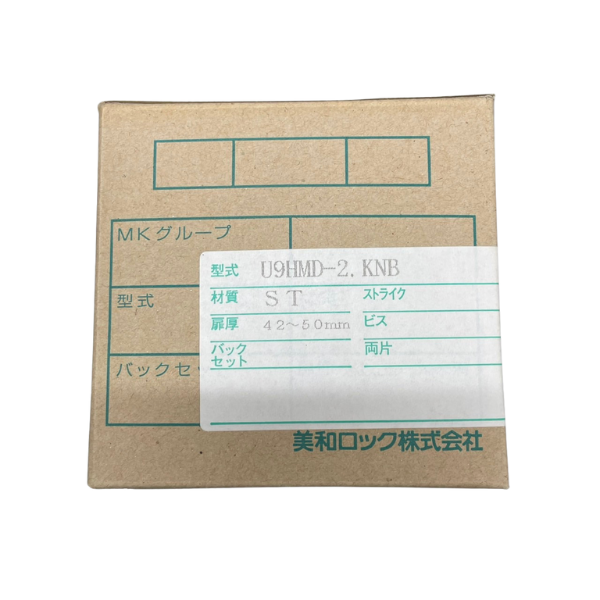 MKグループ
型式 U9HMD-2.KNB
型式
材質 ST ストライク
扉厚 42～50mm ビス
バックセ
バックセット 両片
美和ロック株式会社